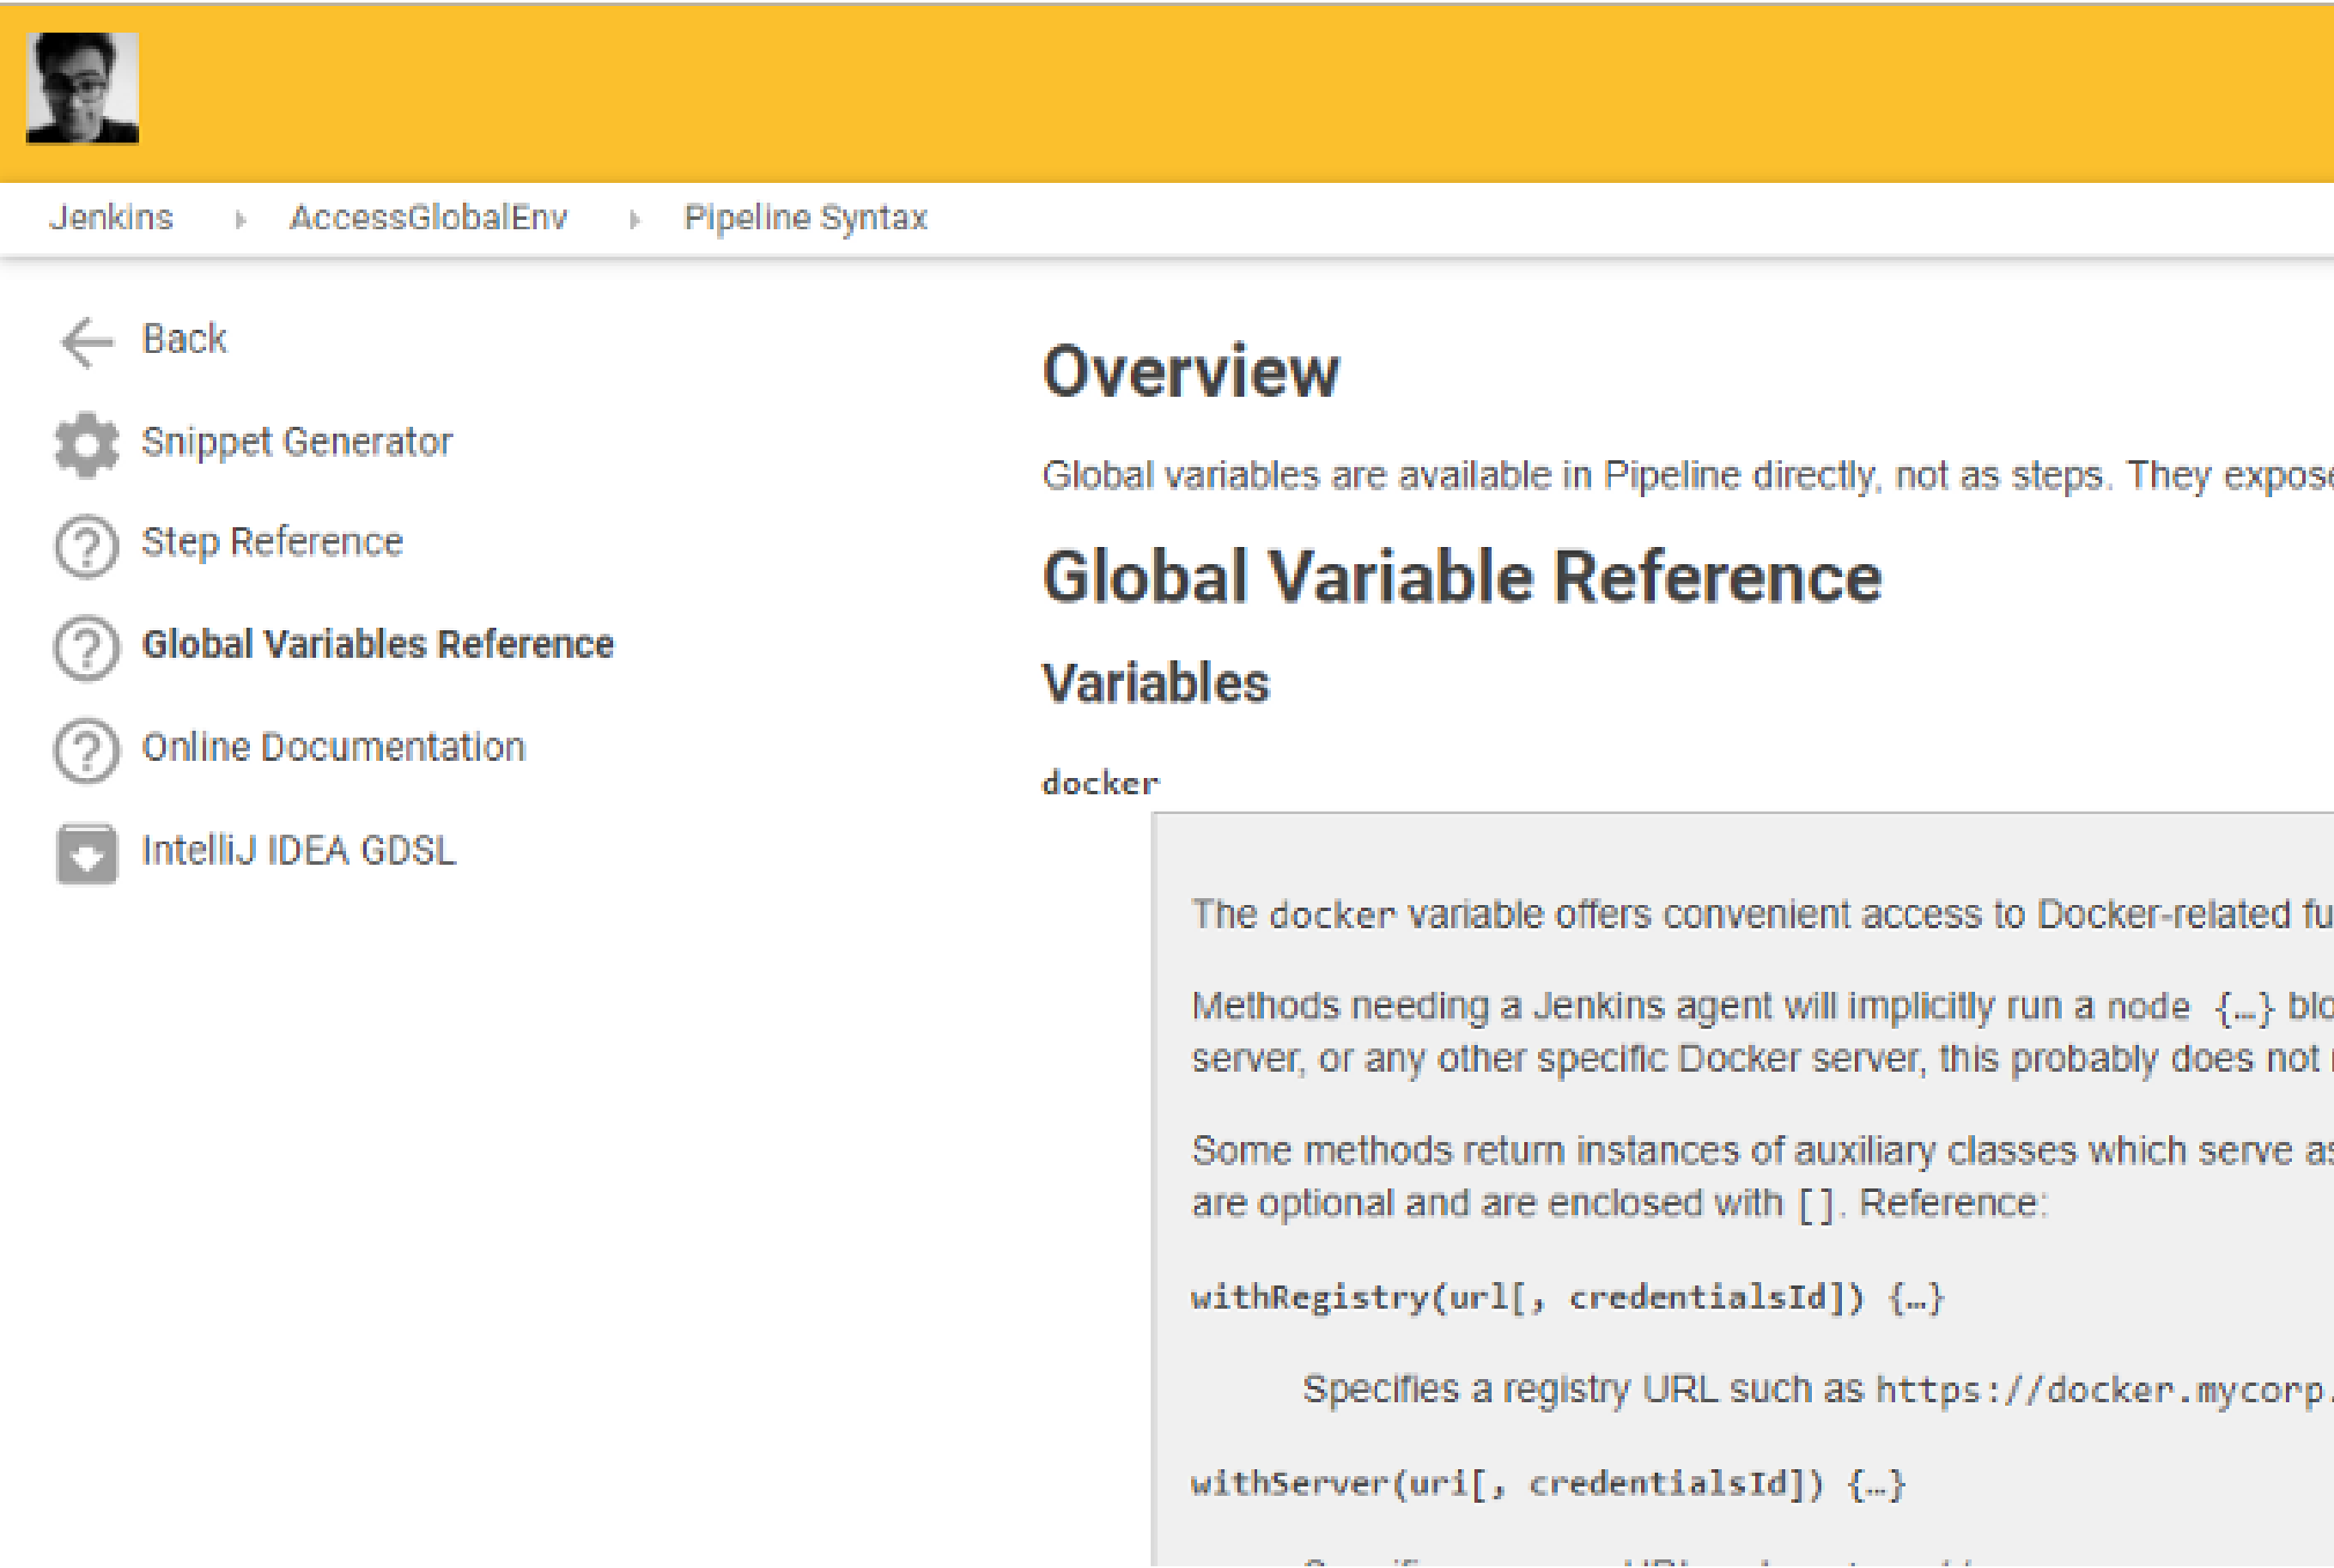 Jenkins AccessGlobalEnv Pipeline Syntax
Back
Snippet Generator
Step Reference
Global Variables Reference
Online Documentation
IntelliJ IDEA GDSL
Overview
Global variables are available in Pipeline directly, not as steps. They expose
Global Variable Reference
Variables
docker
The docker variable offers convenient access to Docker-related fu
Methods needing a Jenkins agent will implicitly run a node {…} blo
server, or any other specific Docker server, this probably does not
Some methods return instances of auxiliary classes which serve as
are optional and are enclosed with []. Reference:
withRegistry(url[, credentialsId]) {…}
Specifies a registry URL such as https://docker.mycorp.
withServer(uri[, credentialsId]) {…}